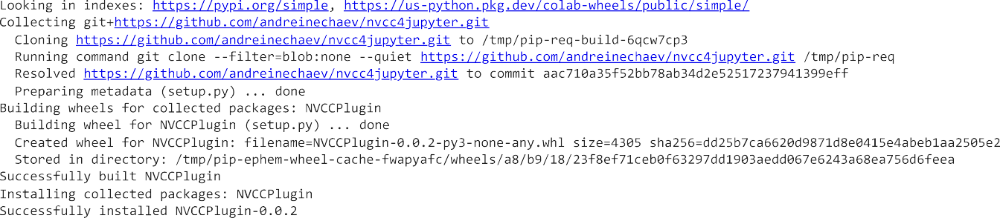 Looking in indexes: https://pypi.org/simple, https://us-python.pkg.dev/colab-wheels/public/simple/
Collecting git+https://github.com/andreinechaev/nvcc4jupyter.git
  Cloning https://github.com/andreinechaev/nvcc4jupyter.git to /tmp/pip-req-build-6qcw7cp3
  Running command git clone --filter=blob:none --quiet https://github.com/andreinechaev/nvcc4jupyter.git /tmp/pip-req
  Resolved https://github.com/andreinechaev/nvcc4jupyter.git to commit aac710a35f52bb78ab34d2e52517237941399eff
  Preparing metadata (setup.py) ... done
Building wheels for collected packages: NVCCPlugin
  Building wheel for NVCCPlugin (setup.py) ... done
  Created wheel for NVCCPlugin: filename=NVCCPlugin-0.0.2-py3-none-any.whl size=4305 sha256=dd25b7ca6620d9871d8e0415e4abeb1aa2505e2
  Stored in directory: /tmp/pip-ephem-wheel-cache-fwapyafc/wheels/a8/b9/18/23f8ef71ceb0f63297dd1903aedd067e6243a68ea756d6feea
Successfully built NVCCPlugin
Installing collected packages: NVCCPlugin
Successfully installed NVCCPlugin-0.0.2